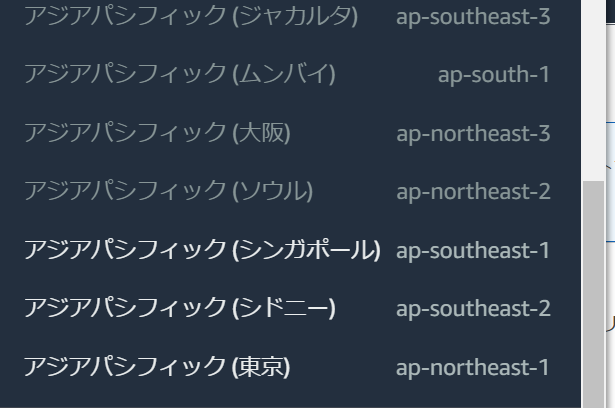 アジアパシフィック (ジャカルタ) ap-southeast-3
アジアパシフィック (ムンバイ) ap-south-1
アジアパシフィック (大阪) ap-northeast-3
アジアパシフィック (ソウル) ap-northeast-2
アジアパシフィック (シンガポール) ap-southeast-1
アジアパシフィック (シドニー) ap-southeast-2
アジアパシフィック (東京) ap-northeast-1